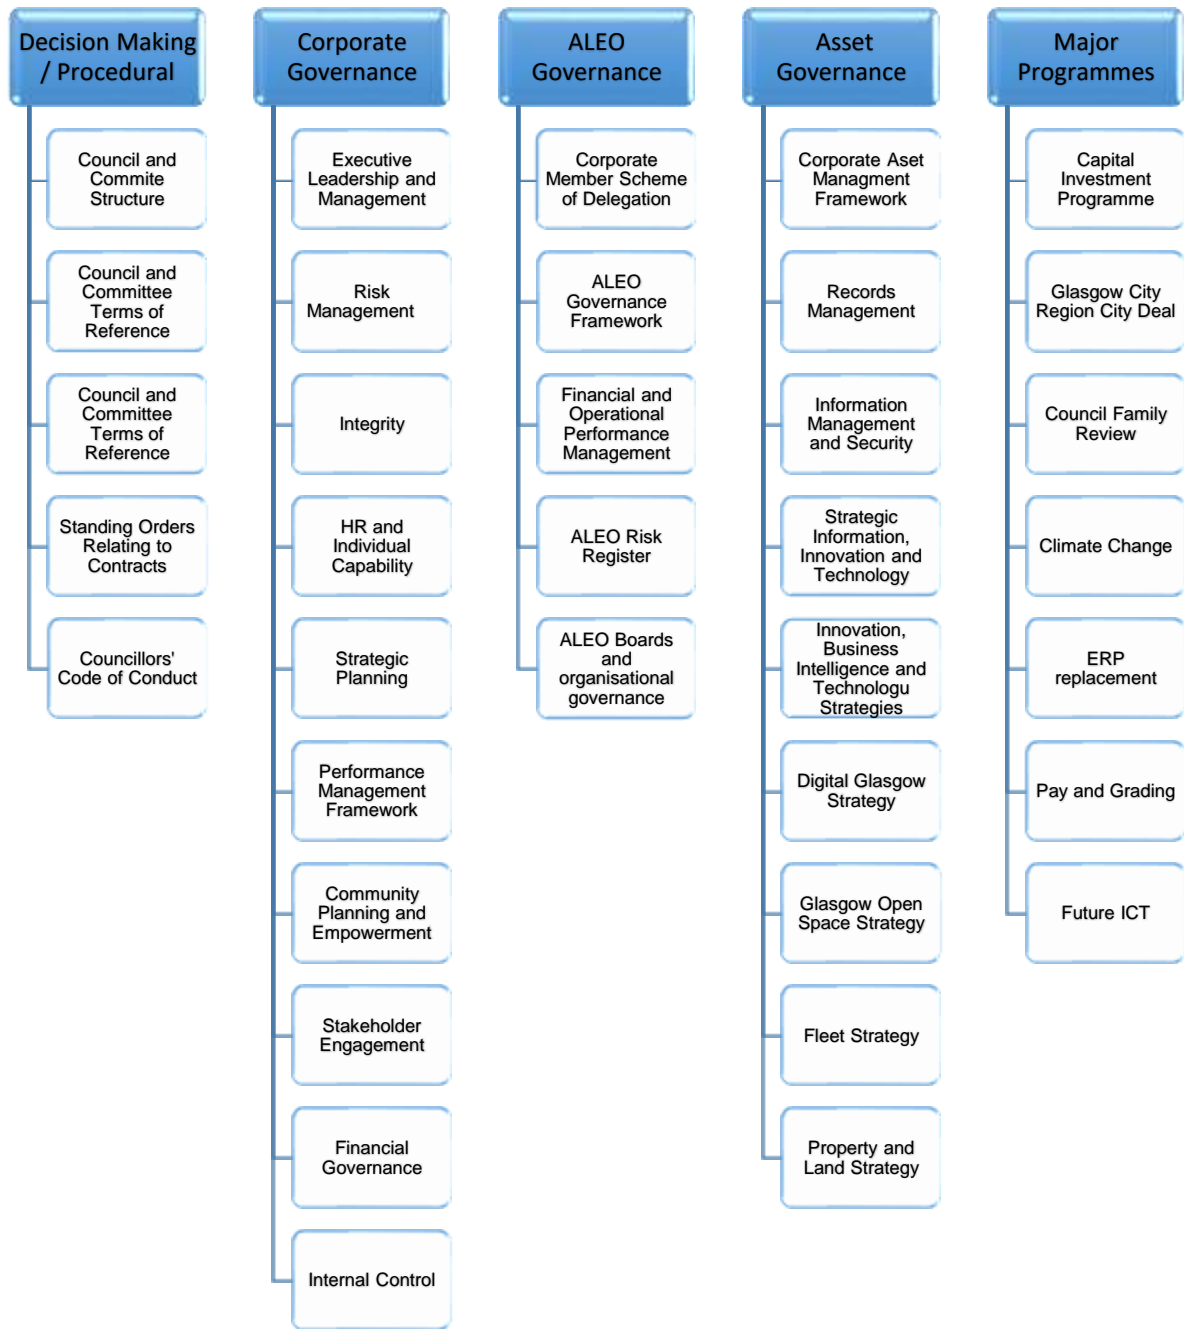 Decision Making
/ Procedural
Council and
Commite
Structure
Council and
Committee
Terms of
Reference
Council and
Committee
Terms of
Reference
Standing Orders
Relating to
Contracts
Councillors'
Code of Conduct
Corporate
Governance
Executive
Leadership and
Management
Risk
Management
Integrity
HR and
Individual
Capability
Strategic
Planning
Performance
Management
Framework
Community
Planning and
Empowerment
Stakeholder
Engagement
Financial
Governance
Internal Control
ALEO
Governance
Corporate
Member Scheme
of Delegation
ALEO
Governance
Framework
Financial and
Operational
Performance
Management
ALEO Risk
Register
ALEO Boards
and
organisational
governance
Asset
Governance
Corporate Aset
Managment
Framework
Records
Management
Information
Management
and Security
Strategic
Information,
Innovation and
Technology
Innovation,
Business
Intelligence and
Technologu
Strategies
Digital Glasgow
Strategy
Glasgow Open
Space Strategy
Fleet Strategy
Property and
Land Strategy
Major
Programmes
Capital
Investment
Programme
Glasgow City
Region City Deal
Council Family
Review
Climate Change
ERP
replacement
Pay and Grading
Future ICT